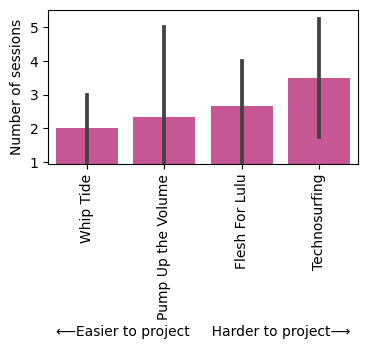 Number of sessions
5
4
3
2
1
Whip Tide
Pump Up the Volume
Flesh For Lulu
Technosurfing
⟵Easier to project     Harder to project⟶